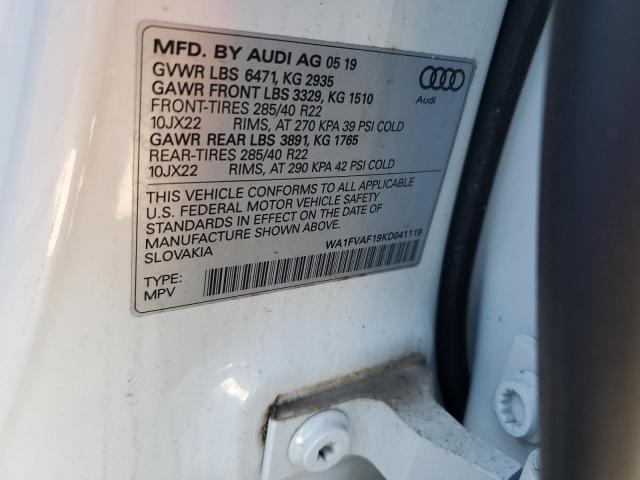 MFD. BY AUDI AG 05 19
GVWR LBS 6471, KG 2935
GAWR FRONT LBS 3329, KG 1510
FRONT-TIRES 285/40 R22
10JX22 RIMS, AT 270 KPA 39 PSI COLD
GAWR REAR LBS 3891, KG 1765
REAR-TIRES 285/40 R22
10JX22 RIMS, AT 290 KPA 42 PSI COLD
Audi
THIS VEHICLE CONFORMS TO ALL APPLICABLE
U.S. FEDERAL MOTOR VEHICLE SAFETY
STANDARDS IN EFFECT ON THE DATE OF
MANUFACTURE SHOWN ABOVE.
SLOVAKIA
WA1FVAF19KD041119
TYPE:
MPV